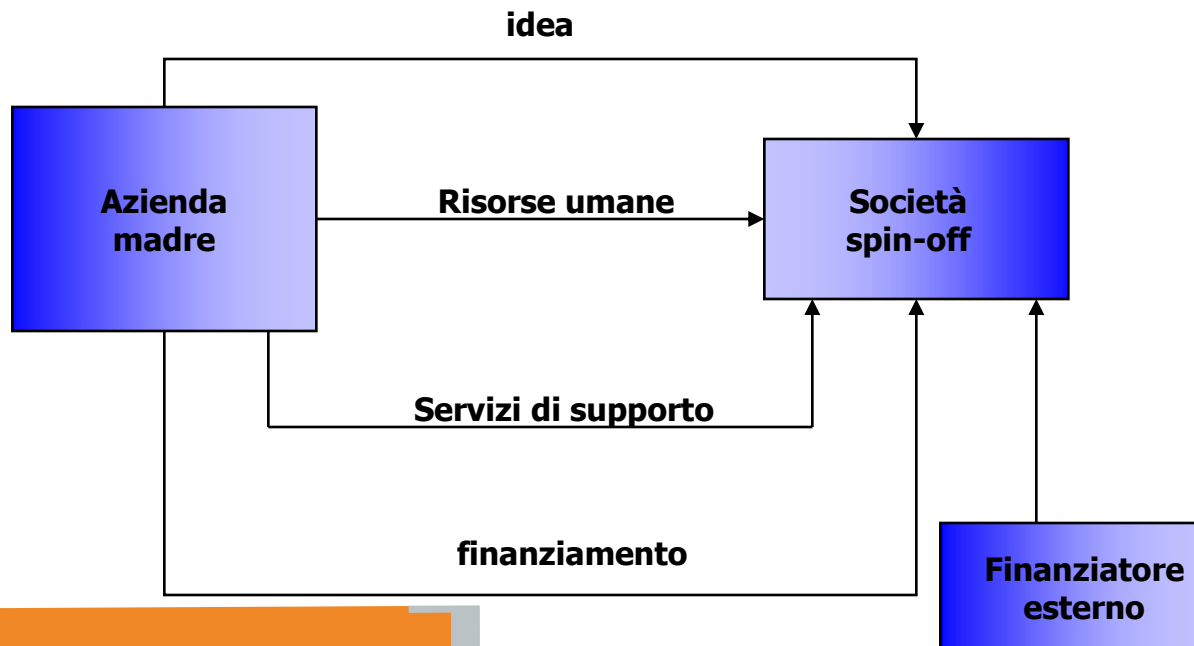 idea
Azienda
madre
Risorse umane
Società
spin-off
Servizi di supporto
finanziamento
Finanziatore
esterno